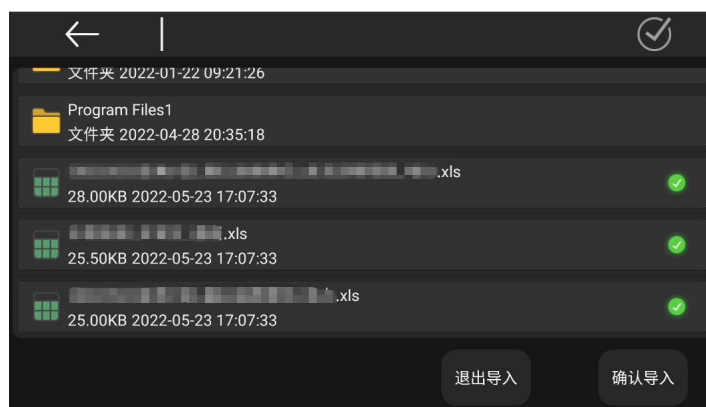 文件夹 2022-01-22 09:21:26
Program Files1
文件夹 2022-04-28 20:35:18
.xls
28.00KB 2022-05-23 17:07:33
.xls
25.50KB 2022-05-23 17:07:33
.xls
25.00KB 2022-05-23 17:07:33
退出导入
确认导入